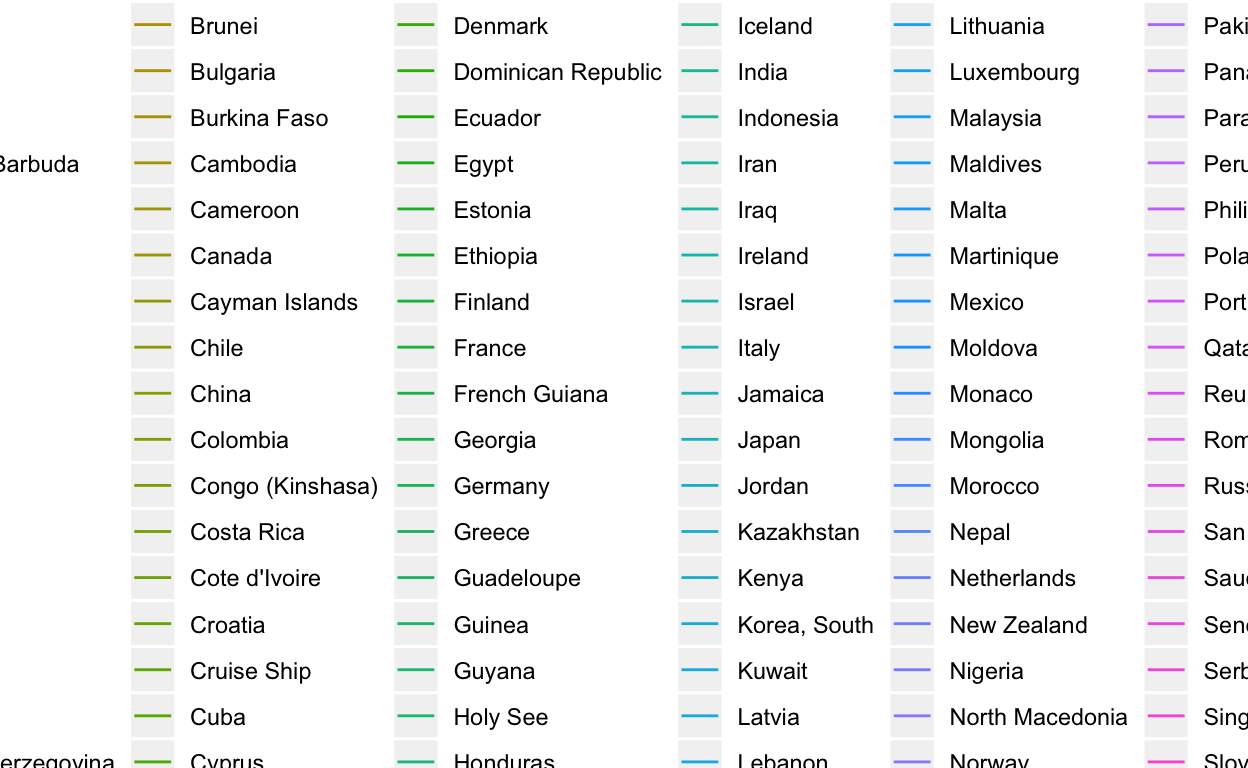 Barbuda
erzegovina
Brunei
Bulgaria
Burkina Faso
Cambodia
Cameroon
Canada
Cayman Islands
Chile
China
Colombia
Congo (Kinshasa)
Costa Rica
Cote d'Ivoire
Croatia
Cruise Ship
Cuba
Cyprus
Denmark
Dominican Republic
Ecuador
Egypt
Estonia
Ethiopia
Finland
France
French Guiana
Georgia
Germany
Greece
Guadeloupe
Guinea
Guyana
Holy See
Honduras
Iceland
India
Indonesia
Iran
Iraq
Ireland
Israel
Italy
Jamaica
Japan
Jordan
Kazakhstan
Kenya
Korea, South
Kuwait
Latvia
Lebanon
Lithuania
Luxembourg
Malaysia
Maldives
Malta
Martinique
Mexico
Moldova
Monaco
Mongolia
Morocco
Nepal
Netherlands
New Zealand
Nigeria
North Macedonia
Norway
Paki
Pana
Para
Peru
Phili
Pola
Port
Qata
Reu
Rom
Russ
San
Saud
Sene
Serb
Sing
Slov